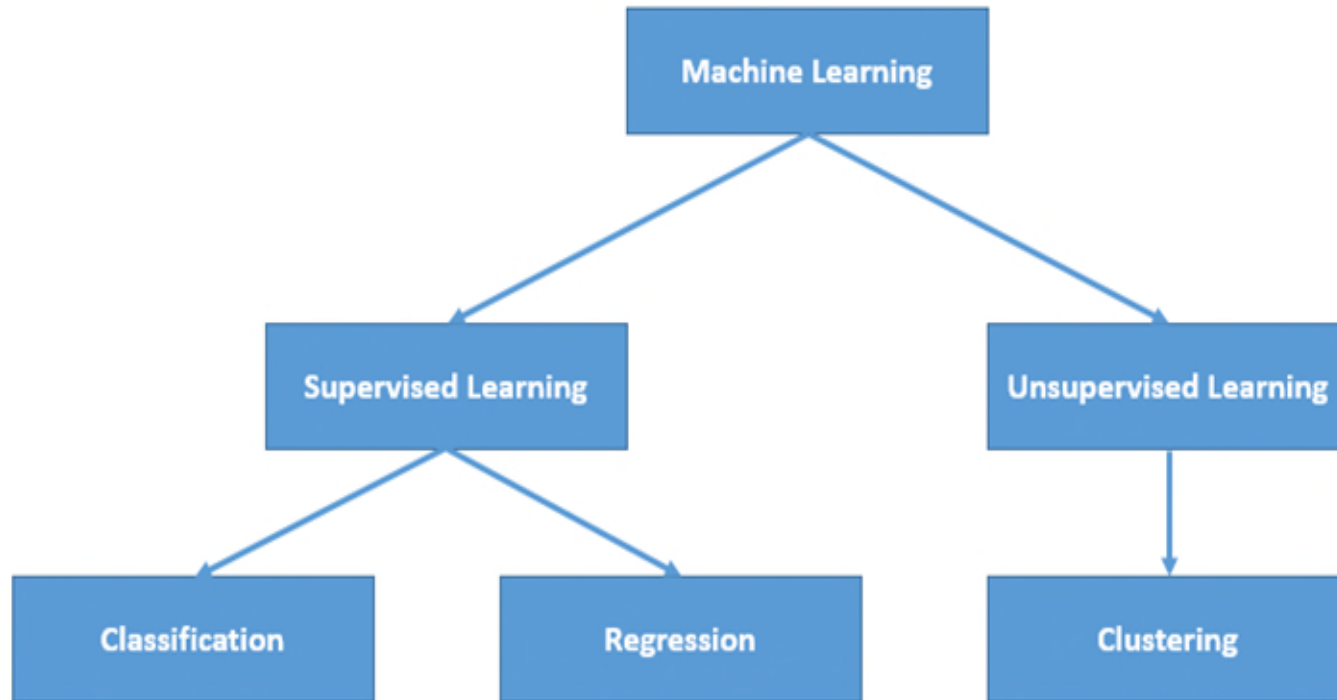 Machine Learning
Supervised Learning
Unsupervised Learning
Classification
Regression
Clustering